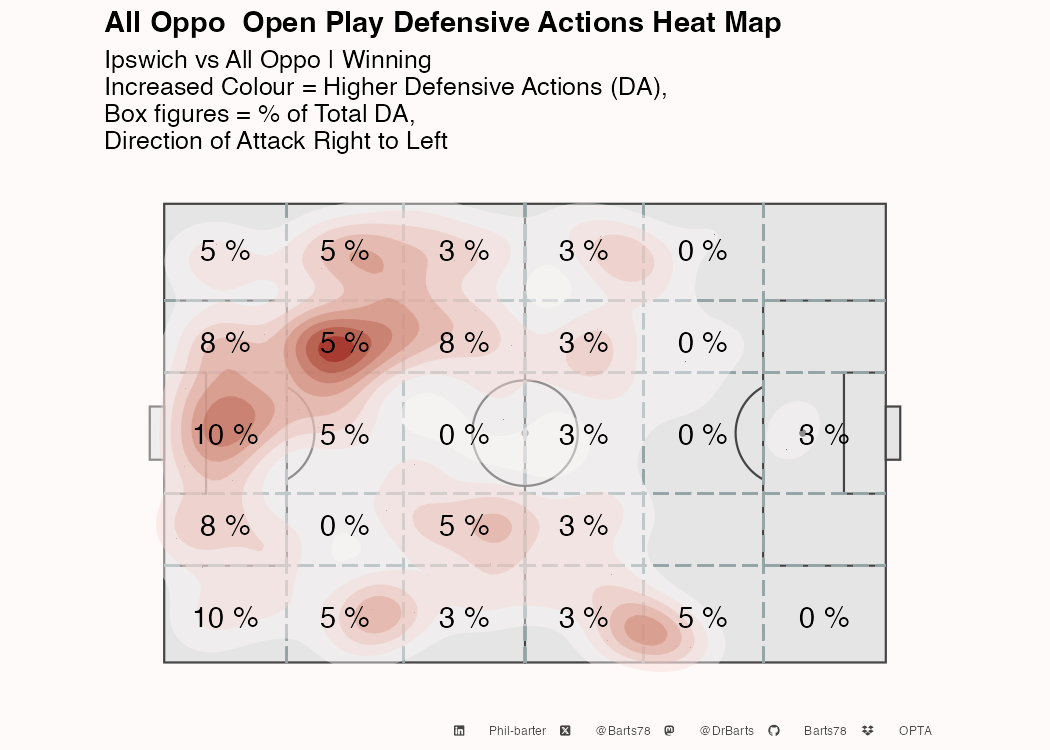 All Oppo  Open Play Defensive Actions Heat Map
Ipswich vs All Oppo | Winning
Increased Colour = Higher Defensive Actions (DA),
Box figures = % of Total DA,
Direction of Attack Right to Left
5 % 5 % 3 % 3 % 0 %
8 % 5 % 8 % 3 % 0 %
10 % 5 % 0 % 3 % 0 % 3 %
8 % 0 % 5 % 3 %
10 % 5 % 3 % 3 % 5 % 0 %
Phil-barter @Barts78 @DrBarts Barts78 OPTA